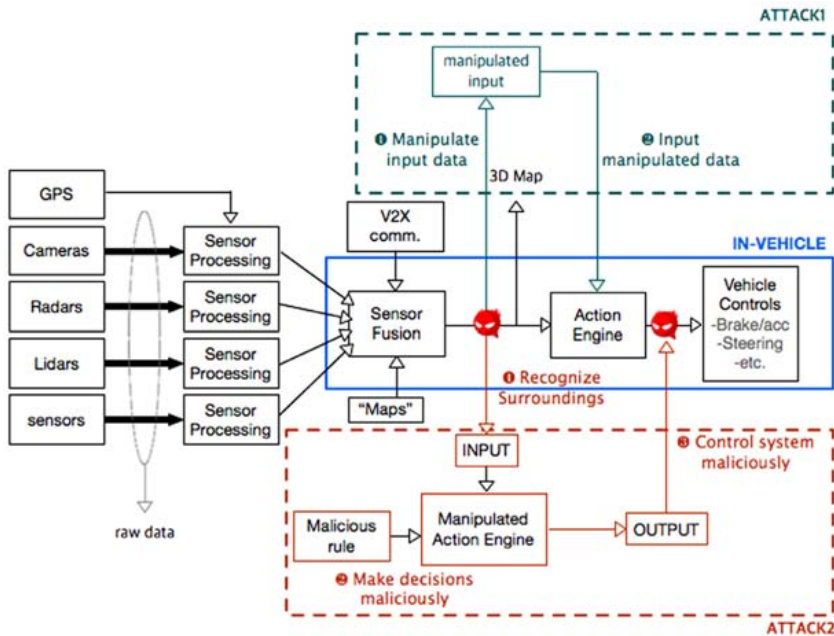 ATTACK1
manipulated
input
❶ Manipulate
input data
❷ Input
manipulated data
3D Map
GPS
V2X
comm.
Cameras
Sensor
Processing
IN-VEHICLE
Radars
Sensor
Processing
Sensor
Fusion
Action
Engine
Vehicle
Controls
-Brake/acc
-Steering
-etc.
Lidars
Sensor
Processing
❶ Recognize
Surroundings
sensors
Sensor
Processing
“Maps”
INPUT
❸ Control system
maliciously
raw data
Malicious
rule
Manipulated
Action Engine
OUTPUT
❷ Make decisions
maliciously
ATTACK2